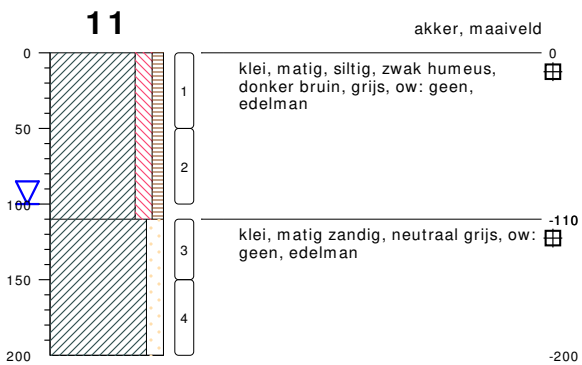 11
akker, maaiveld
0
0
klei, matig, siltig, zwak humeus,
donker bruin, grijs, ow: geen,
edelman
1
50
2
100
-110
klei, matig zandig, neutraal grijs, ow:
geen, edelman
3
150
4
200
-200